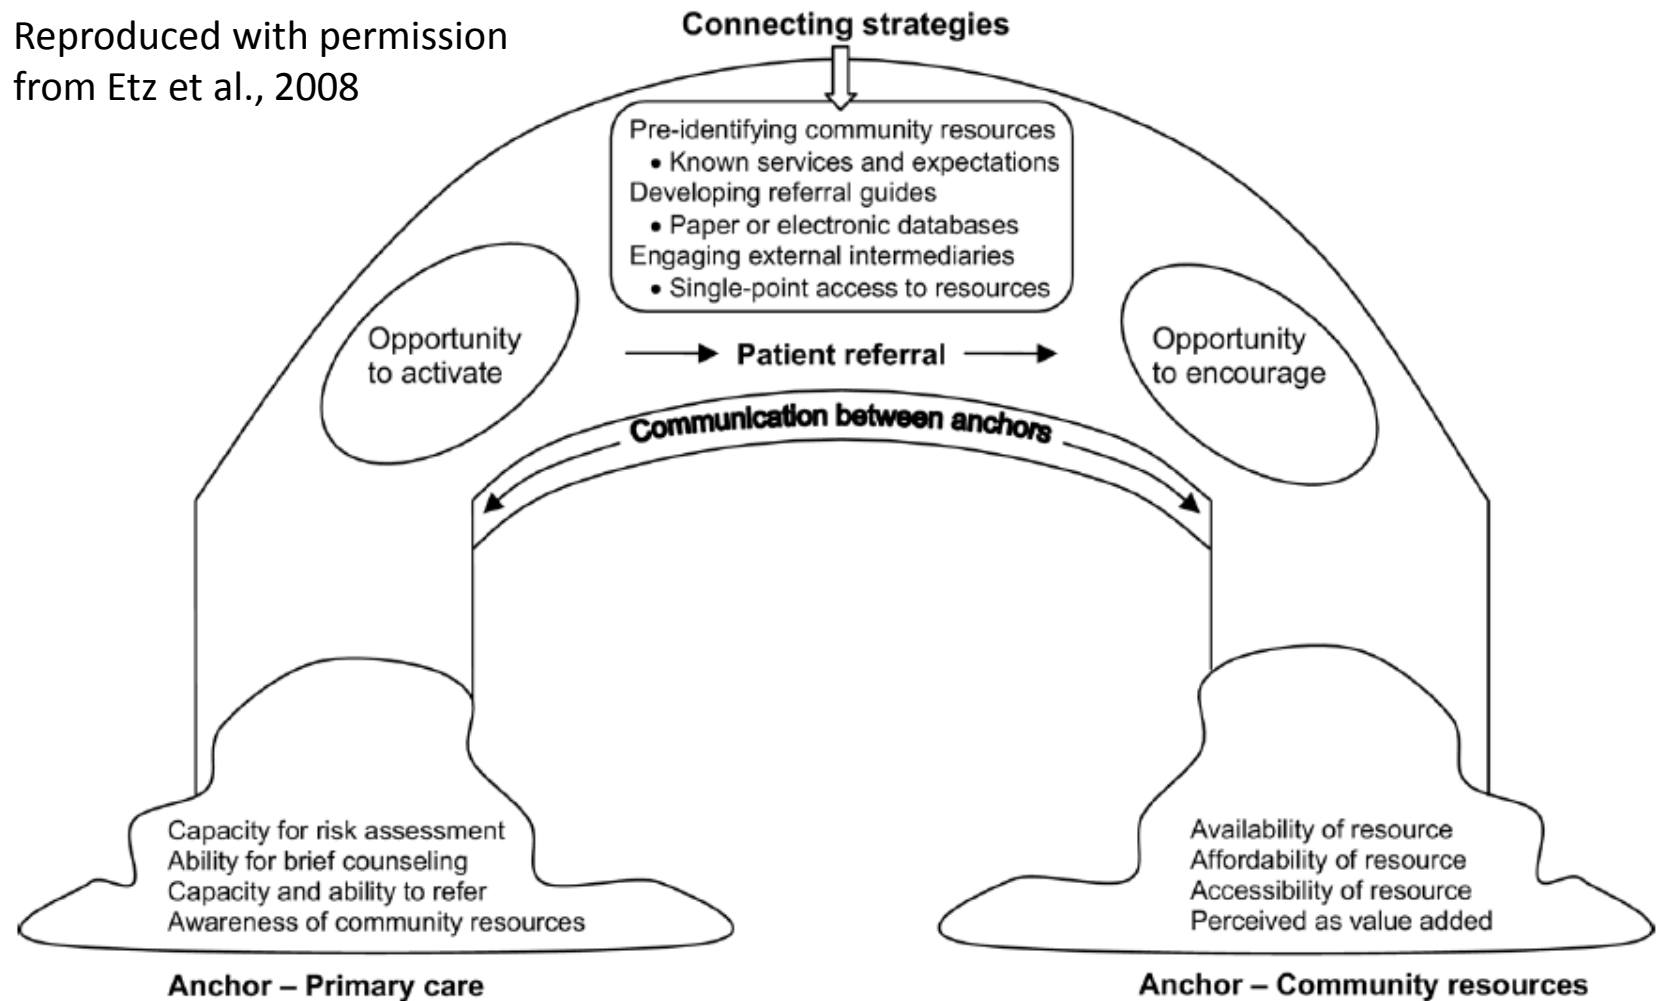 Reproduced with permission
from Etz et al., 2008
Connecting strategies
Pre-identifying community resources
• Known services and expectations
Developing referral guides
• Paper or electronic databases
Engaging external intermediaries
• Single-point access to resources
Opportunity
to activate
Patient referral
Opportunity
to encourage
Communication between anchors
Capacity for risk assessment
Ability for brief counseling
Capacity and ability to refer
Awareness of community resources
Anchor – Primary care
Availability of resource
Affordability of resource
Accessibility of resource
Perceived as value added
Anchor – Community resources